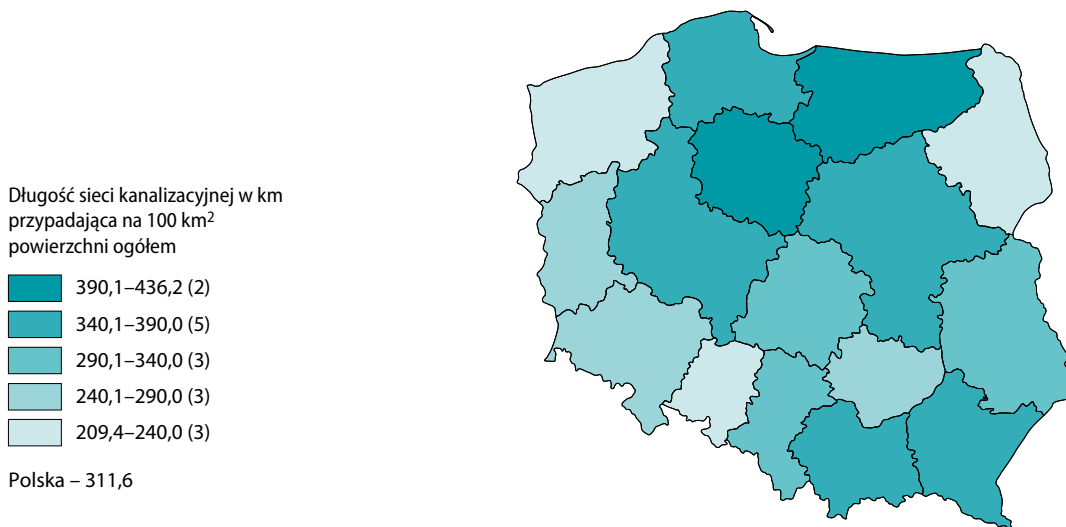 Długość sieci kanalizacyjnej w km
przypadająca na 100 km²
powierzchni ogółem
390,1–436,2 (2)
340,1–390,0 (5)
290,1–340,0 (3)
240,1–290,0 (3)
209,4–240,0 (3)
Polska – 311,6